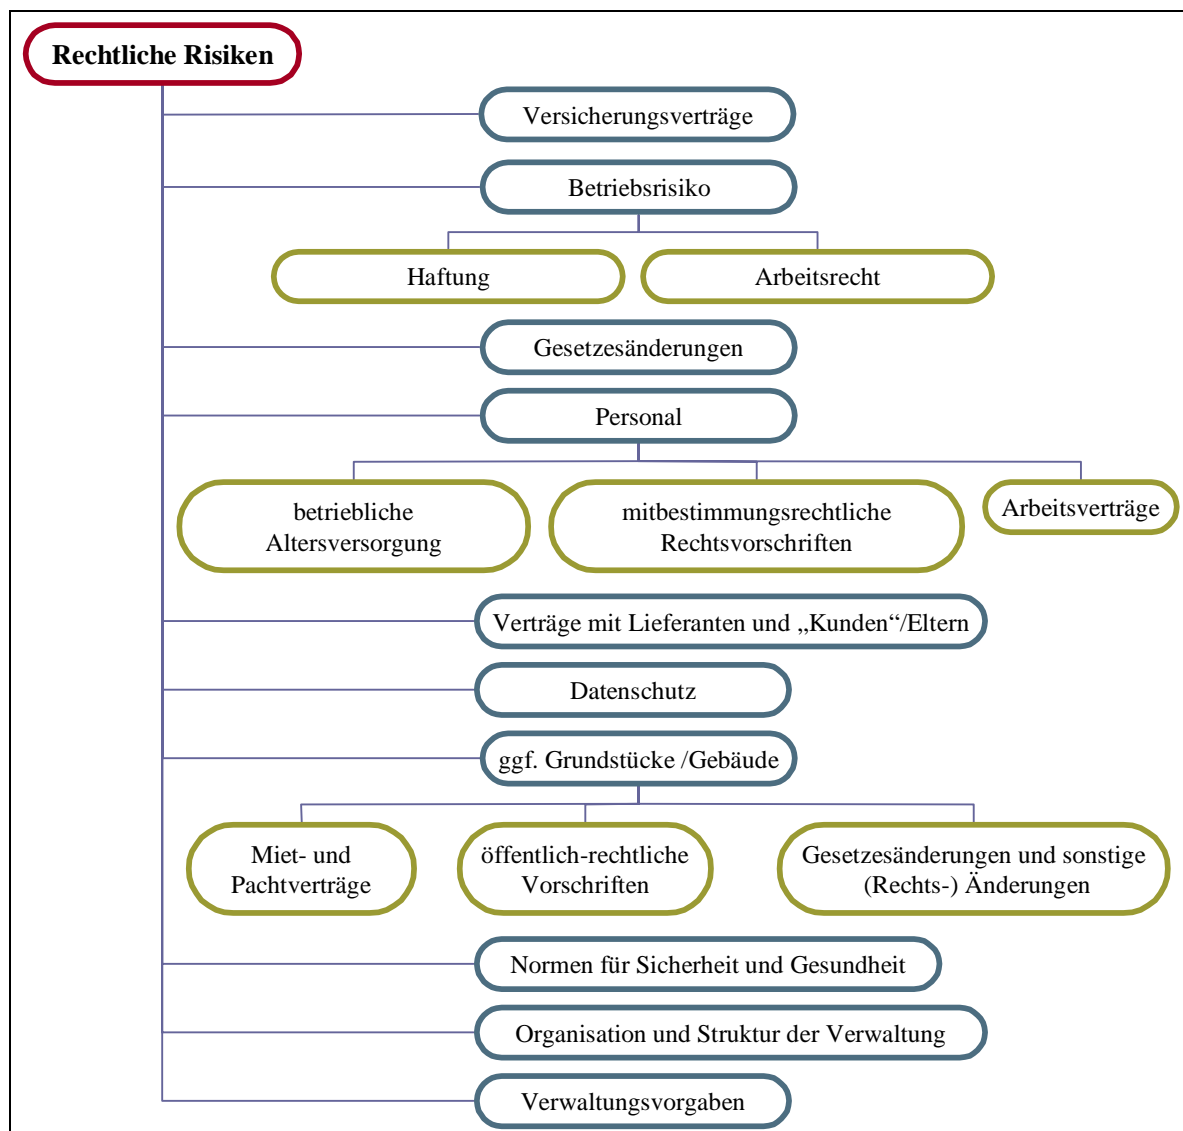 Rechtliche Risiken
Versicherungsverträge
Betriebsrisiko
Haftung
Arbeitsrecht
Gesetzesänderungen
Personal
betriebliche
Altersversorgung
mitbestimmungsrechtliche
Rechtsvorschriften
Arbeitsverträge
Verträge mit Lieferanten und „Kunden“/Eltern
Datenschutz
ggf. Grundstücke /Gebäude
Miet- und
Pachtverträge
öffentlich-rechtliche
Vorschriften
Gesetzesänderungen und sonstige
(Rechts-) Änderungen
Normen für Sicherheit und Gesundheit
Organisation und Struktur der Verwaltung
Verwaltungsvorgaben